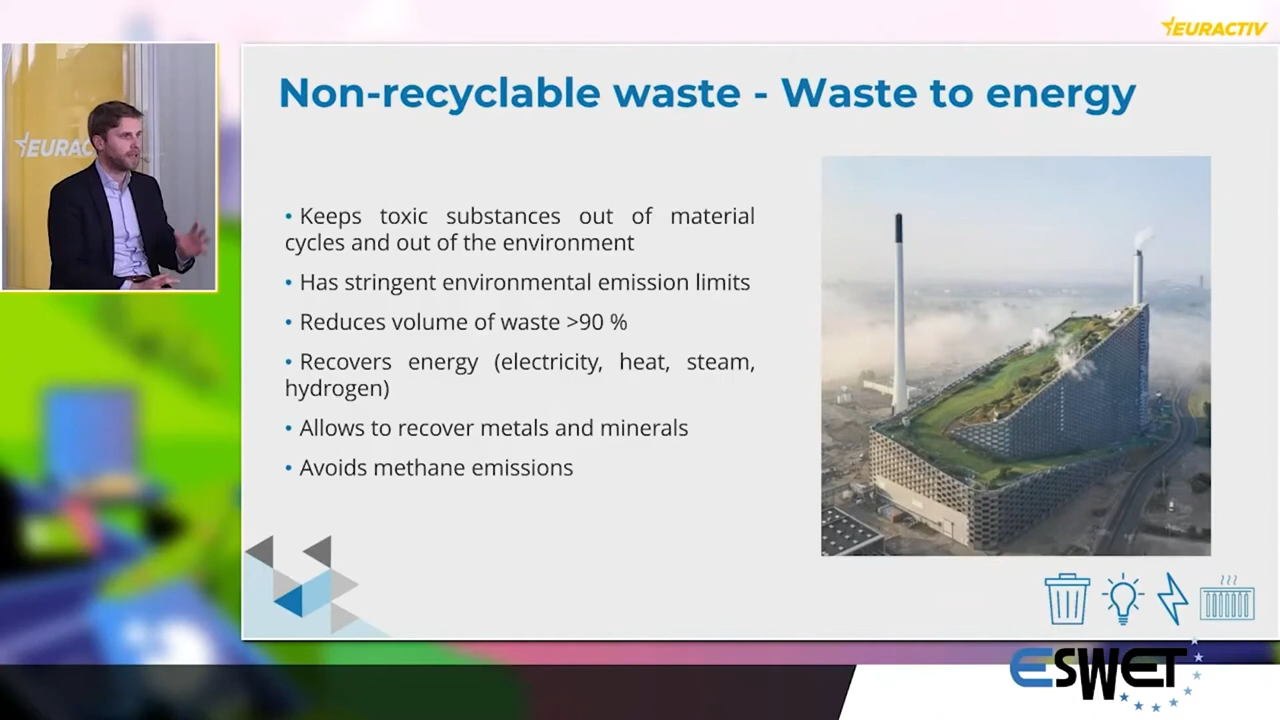 EURACTIV
Non-recyclable waste - Waste to energy
EURAC
• Keeps toxic substances out of material
cycles and out of the environment
• Has stringent environmental emission limits
• Reduces volume of waste >90 %
• Recovers energy (electricity, heat, steam,
hydrogen)
• Allows to recover metals and minerals
• Avoids methane emissions
ESWET